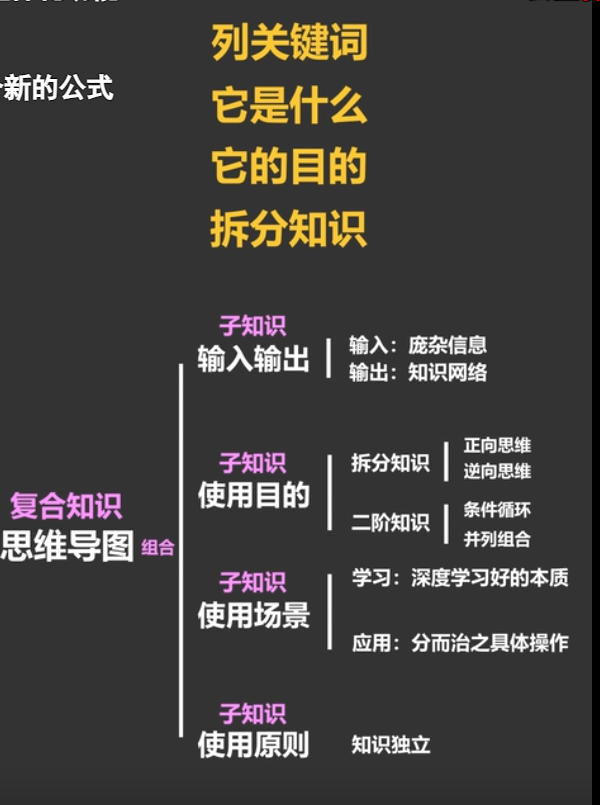 列关键词
新的公式
它是什么
它的目的
拆分知识
子知识
输入输出
输入：庞杂信息
输出：知识网络
子知识
使用目的
拆分知识
正向思维
逆向思维
二阶知识
条件循环
并列组合
复合知识
思维导图 组合
子知识
使用场景
学习：深度学习好的本质
应用：分而治之具体操作
子知识
使用原则
知识独立